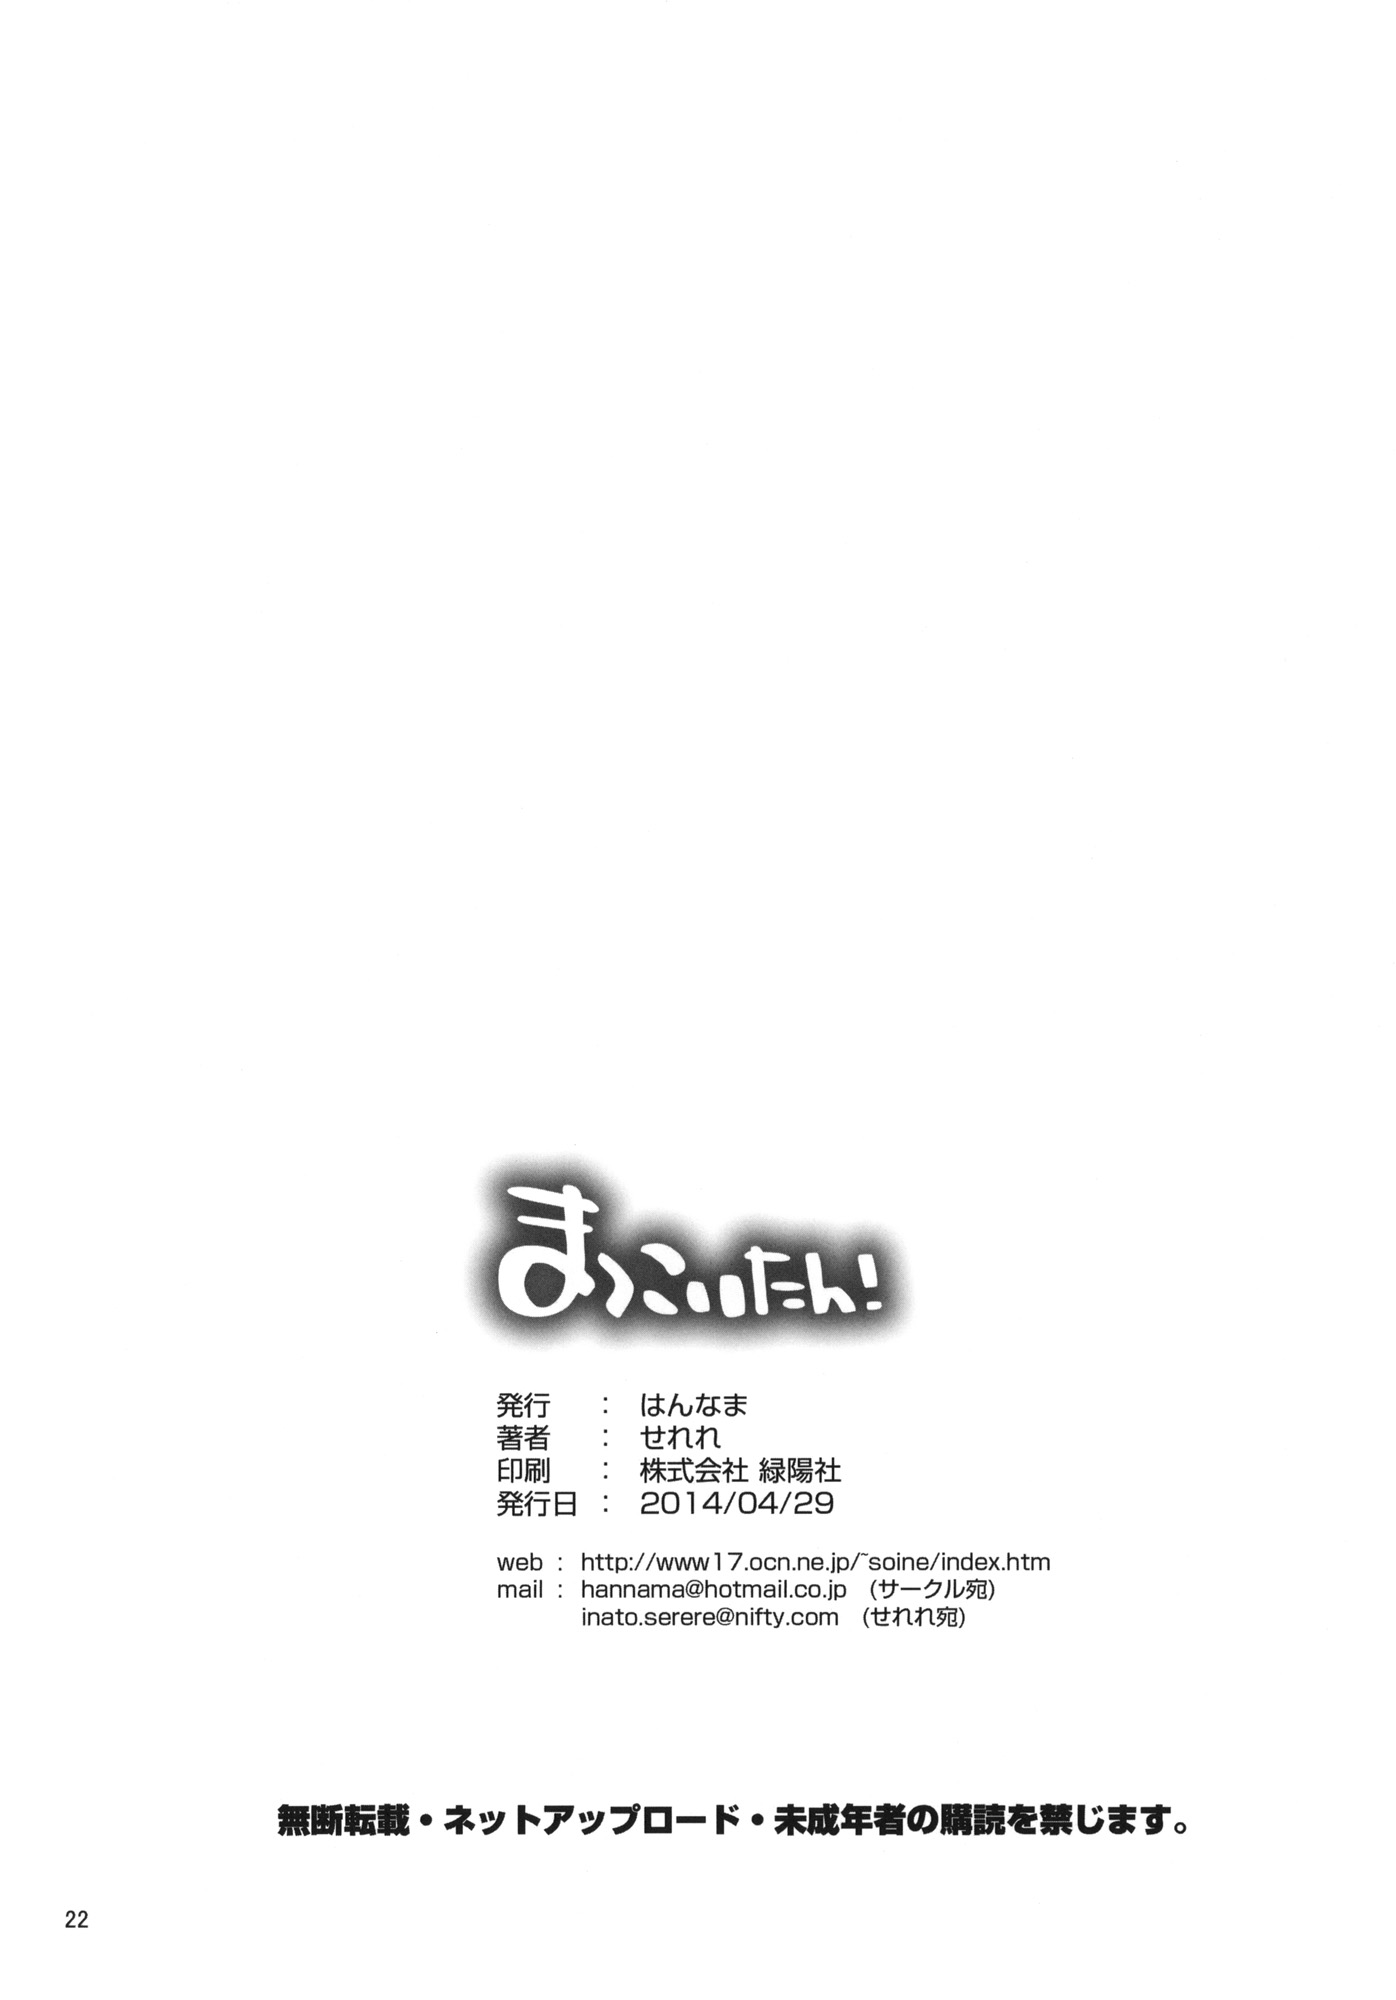 まっこいたん!
発行 : はんなま
著者 : せれれ
印刷 : 株式会社 緑陽社
発行日 : 2014/04/29
web : http://www17.ocn.ne.jp/~soine/index.htm
mail : hannama@hotmail.co.jp (サークル宛)
inato.serere@nifty.com (せれれ宛)
無断転載・ネットアップロード・未成年者の購読を禁じます。
22